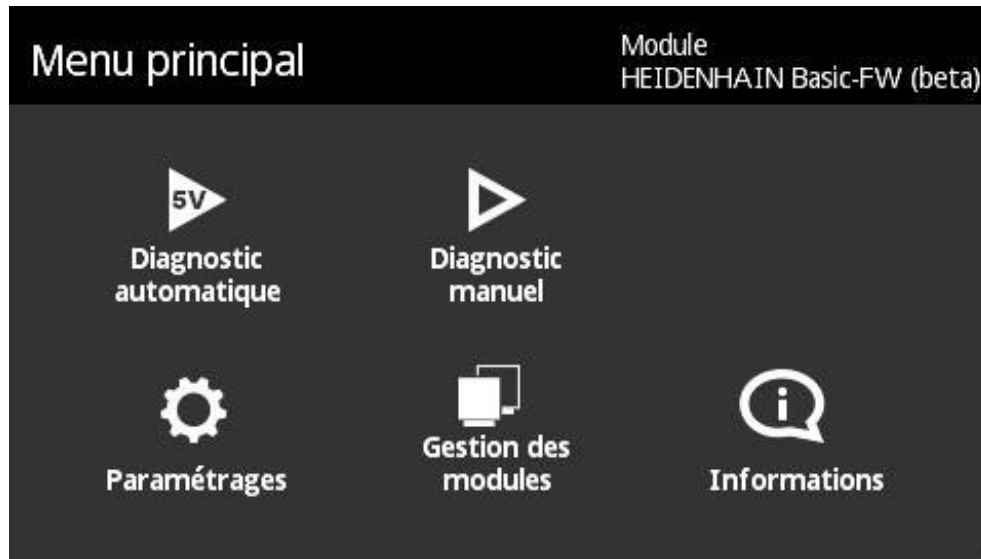 Menu principal
Module
HEIDENHAIN Basic-FW (beta)
5V
Diagnostic
automatique
Diagnostic
manuel
Paramétrages
Gestion des
modules
Informations